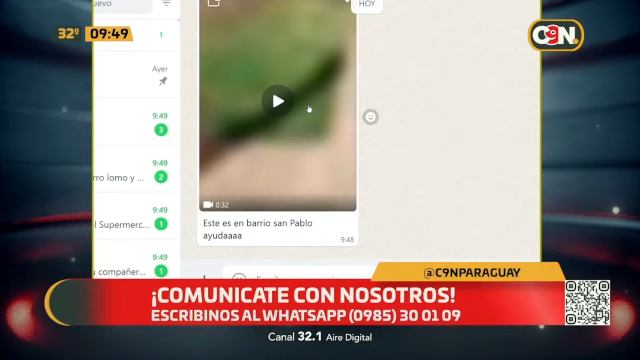 uevo
HOY
32º
09:49
C9N
1
Ayer
9:49
3
9:49
rro lomo y ...
2
9:49
l Supermerc...
1
9:49
compañer...
1
0:32
Este es en barrio san Pablo
ayudaaaa
9:48
@C9NPARAGUAY
¡COMUNICATE CON NOSOTROS!
ESCRIBINOS AL WHATSAPP (0985) 30 01 09
Canal 32.1 Aire Digital